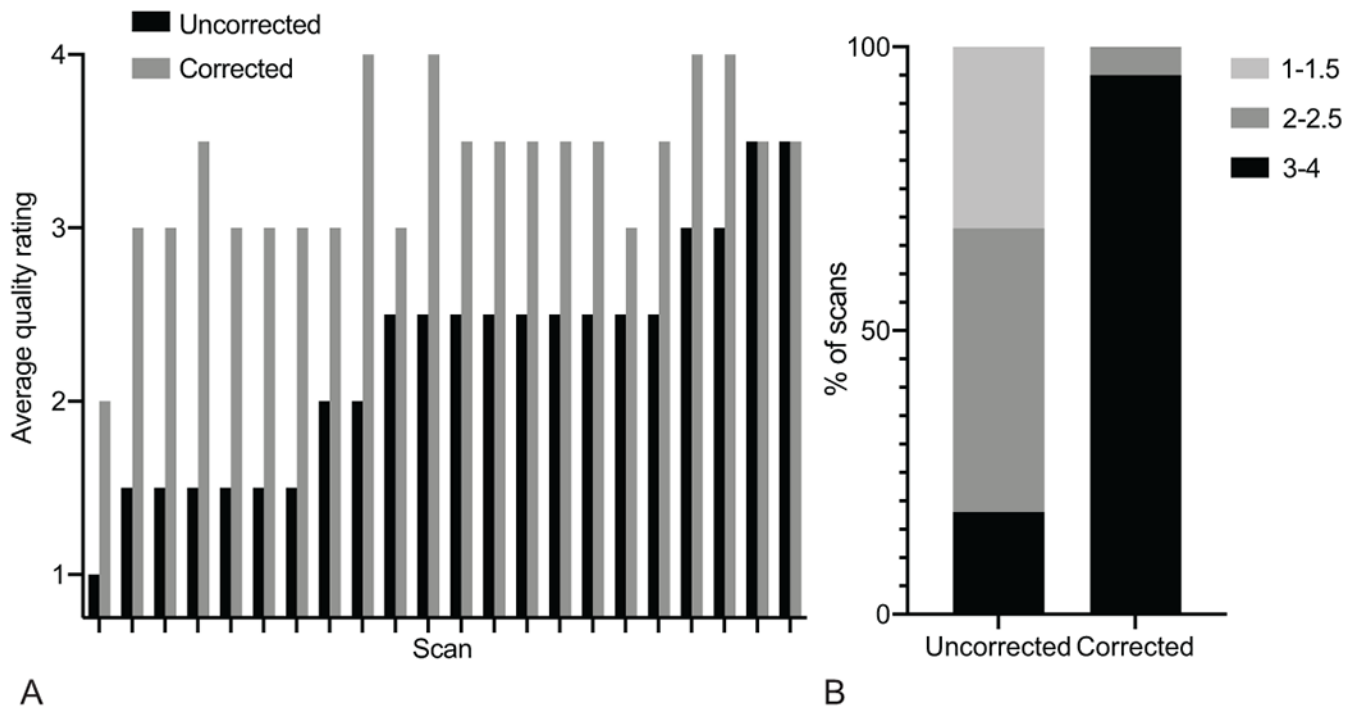 Uncorrected
Corrected
4
3
2
1
Average quality rating
Scan
A
100
50
0
% of scans
Uncorrected Corrected
1-1.5
2-2.5
3-4
B